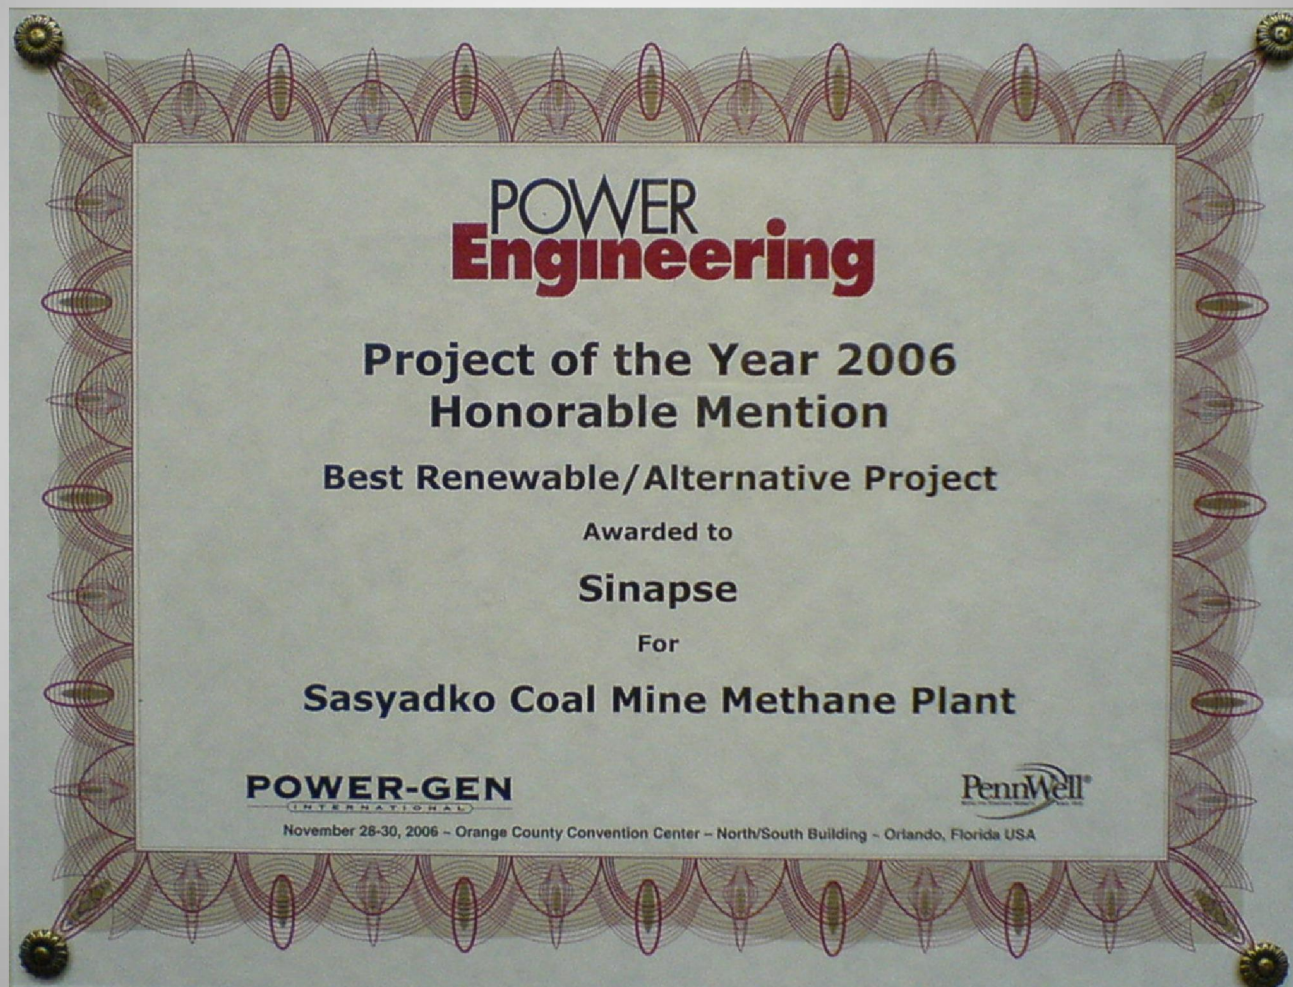 POWER
Engineering
Project of the Year 2006
Honorable Mention
Best Renewable/Alternative Project
Awarded to
Sinapse
For
Sasyadko Coal Mine Methane Plant
POWER-GEN
INTERNATIONAL
PennWell®
November 28-30, 2006 ~ Orange County Convention Center – North/South Building ~ Orlando, Florida USA